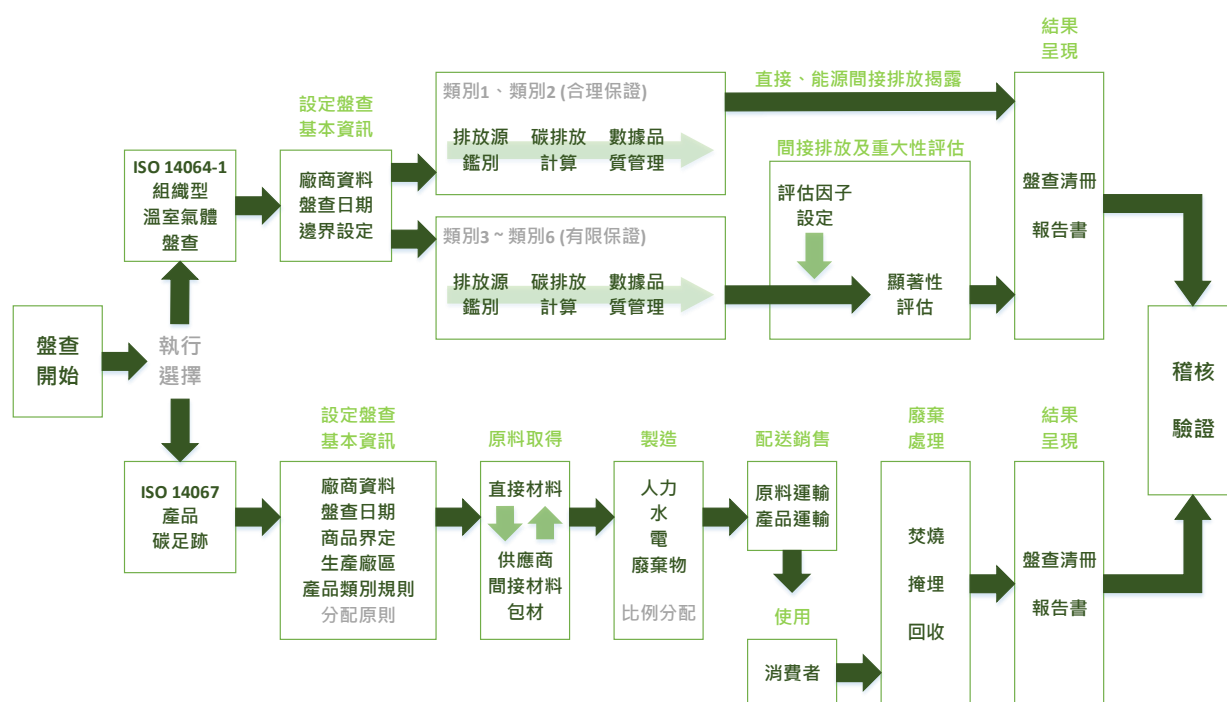 盤查
開始
執行
選擇
ISO 14064-1
組織型
溫室氣體
盤查
設定盤查
基本資訊
廠商資料
盤查日期
邊界設定
類別1、類別2 (合理保證)
排放源
鑑別
碳排放
計算
數據品
質管理
直接、能源間接排放揭露
類別3 ~ 類別6 (有限保證)
排放源
鑑別
碳排放
計算
數據品
質管理
間接排放及重大性評估
評估因子
設定
顯著性
評估
結果
呈現
盤查清冊
報告書
ISO 14067
產品
碳足跡
設定盤查
基本資訊
廠商資料
盤查日期
商品界定
生產廠區
產品類別規則
分配原則
原料取得
直接材料
供應商
間接材料
包材
製造
人力
水
電
廢棄物
比例分配
配送銷售
原料運輸
產品運輸
使用
消費者
廢棄
處理
焚燒
掩埋
回收
結果
呈現
盤查清冊
報告書
稽核
驗證